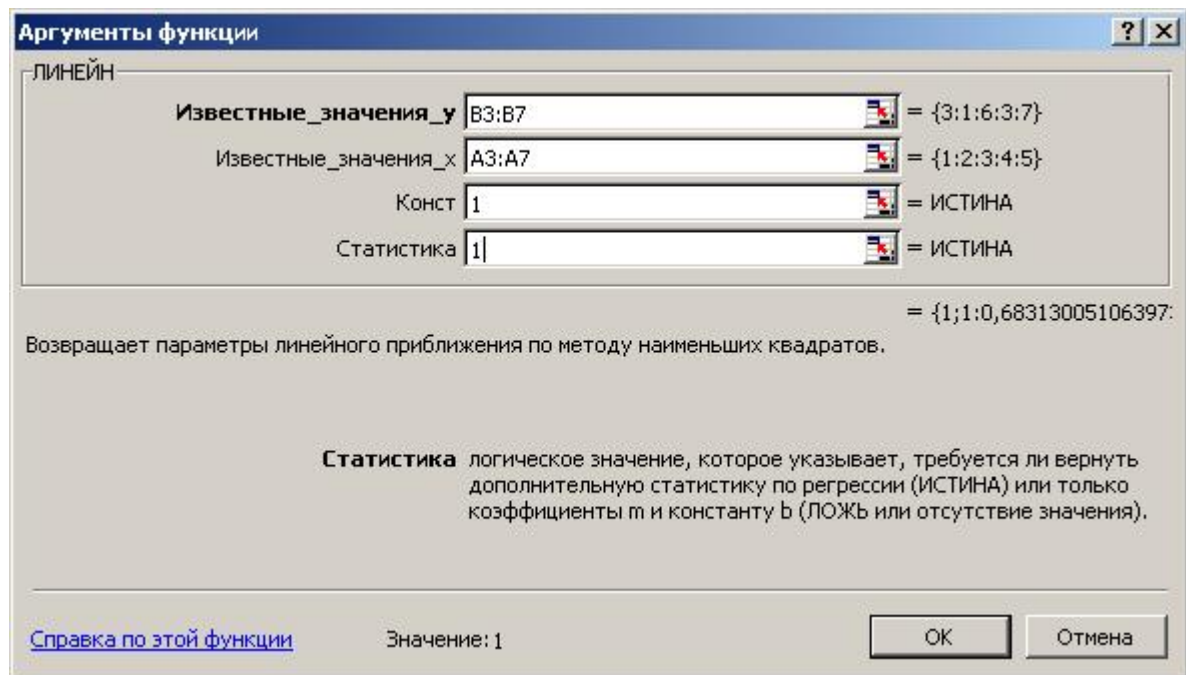 Аргументы функции
ЛИНЕЙН
Известные_значения_y B3:B7 = {3:1:6:3:7}
Известные_значения_x A3:A7 = {1:2:3:4:5}
Конст 1 = ИСТИНА
Статистика 1 = ИСТИНА
= {1;1:0,68313005106397:
Возвращает параметры линейного приближения по методу наименьших квадратов.
Статистика логическое значение, которое указывает, требуется ли вернуть
дополнительную статистику по регрессии (ИСТИНА) или только
коэффициенты m и константу b (ЛОЖЬ или отсутствие значения).
Справка по этой функции Значение: 1 OK Отмена